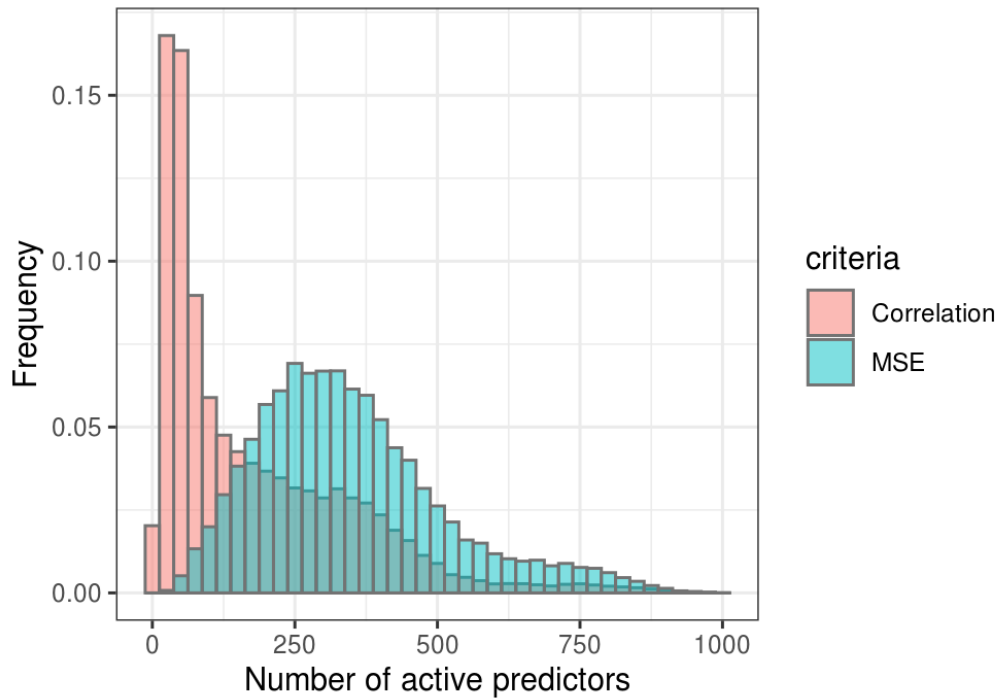 0.15
0.10
0.05
0.00
Frequency
0
250
500
750
1000
Number of active predictors
criteria
Correlation
MSE